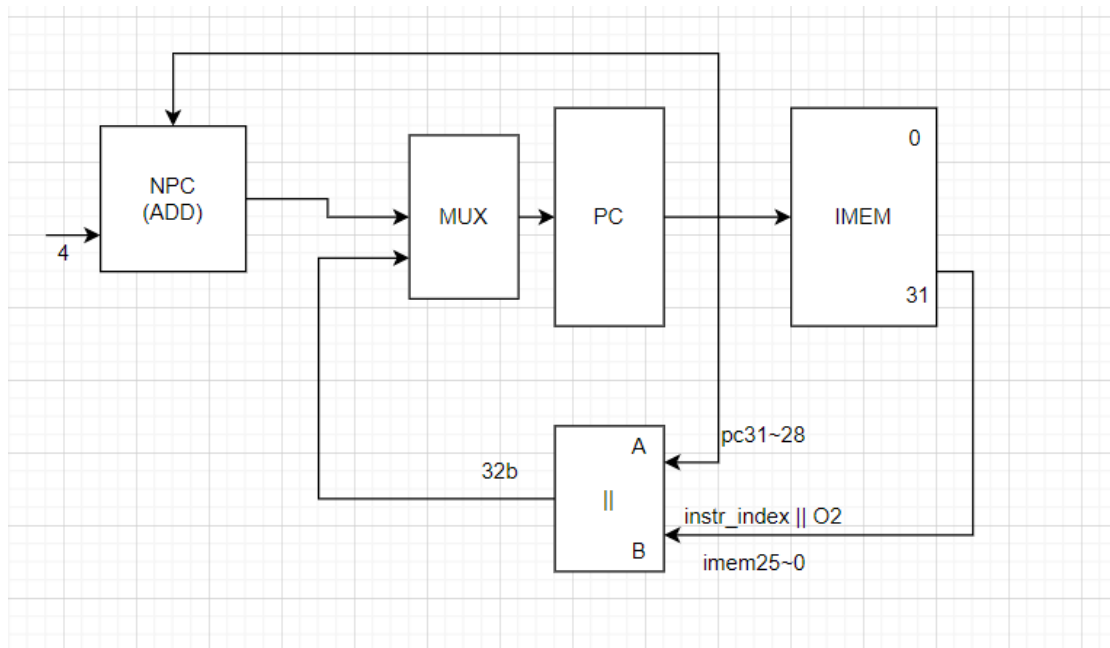 NPC
(ADD)
4
MUX
PC
IMEM
0
31
A
||
B
32b
pc31~28
instr_index || O2
imem25~0